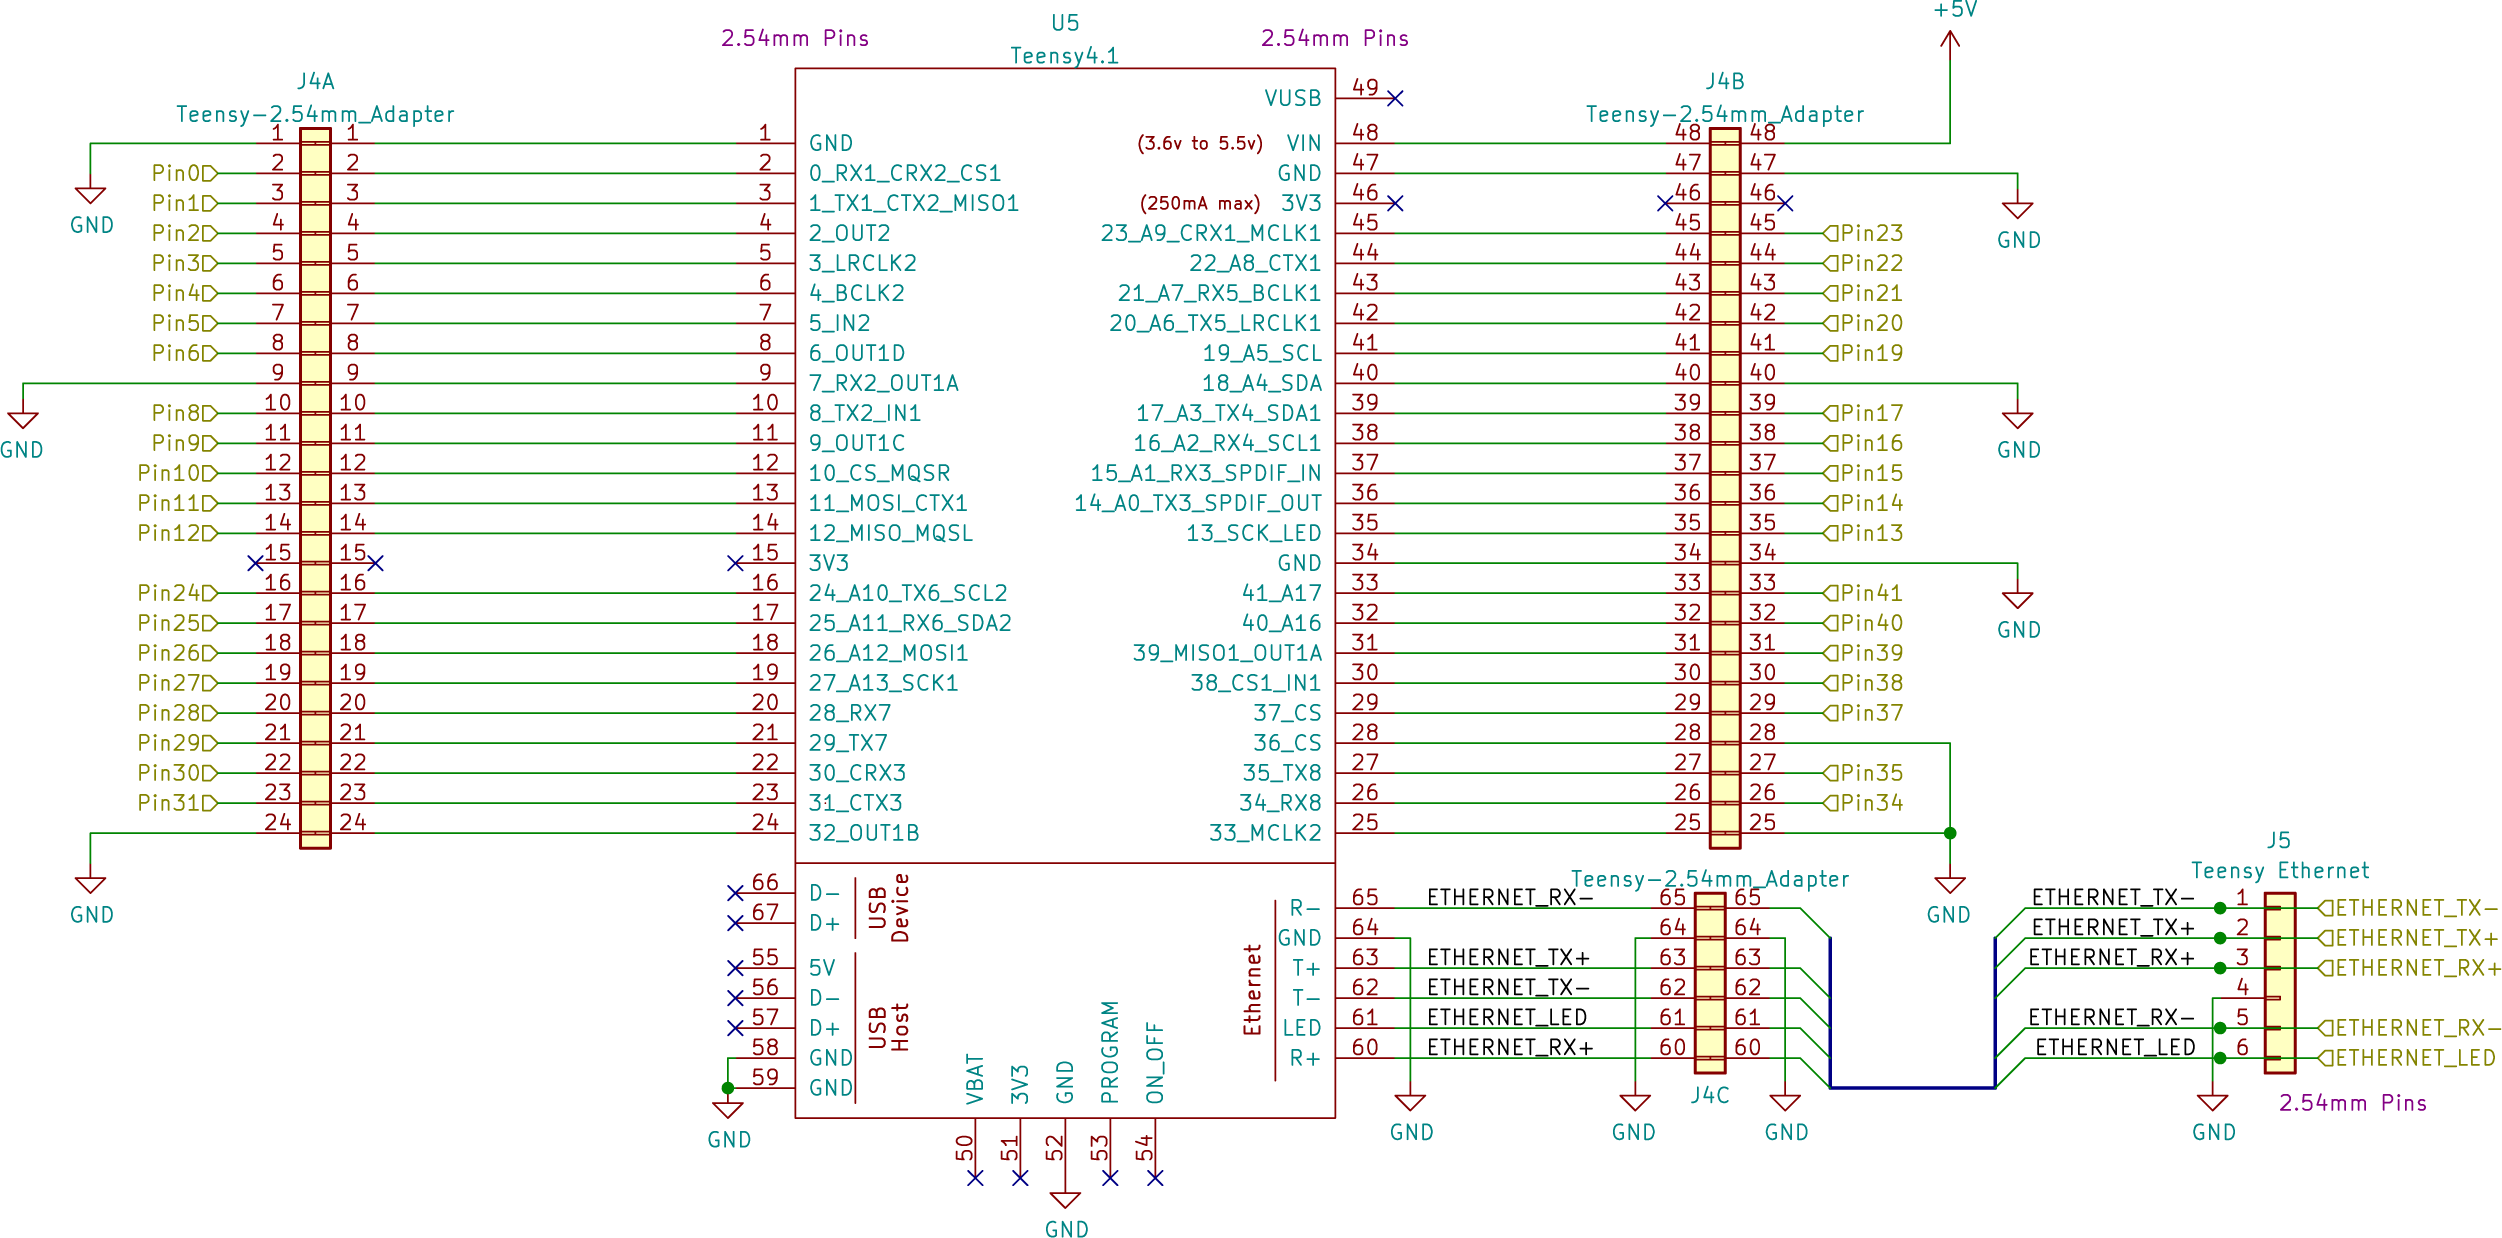 U5
Teensy4.1
2.54mm Pins
2.54mm Pins
+5V
J4A
Teensy-2.54mm_Adapter
J4B
Teensy-2.54mm_Adapter
VUSB 49
1 1 1 GND (3.6v to 5.5v) VIN 48 48 48
Pin0 2 2 2 0_RX1_CRX2_CS1 GND 47 47 47
Pin1 3 3 3 1_TX1_CTX2_MISO1 (250mA max) 3V3 46 46 46
GND
Pin2 4 4 4 2_OUT2 23_A9_CRX1_MCLK1 45 45 45 Pin23
GND
Pin3 5 5 5 3_LRCLK2 22_A8_CTX1 44 44 44 Pin22
Pin4 6 6 6 4_BCLK2 21_A7_RX5_BCLK1 43 43 43 Pin21
Pin5 7 7 7 5_IN2 20_A6_TX5_LRCLK1 42 42 42 Pin20
Pin6 8 8 8 6_OUT1D 19_A5_SCL 41 41 41 Pin19
9 9 9 7_RX2_OUT1A 18_A4_SDA 40 40 40
Pin8 10 10 10 8_TX2_IN1 17_A3_TX4_SDA1 39 39 39 Pin17
Pin9 11 11 11 9_OUT1C 16_A2_RX4_SCL1 38 38 38 Pin16
GND
GND
Pin10 12 12 12 10_CS_MQSR 15_A1_RX3_SPDIF_IN 37 37 37 Pin15
Pin11 13 13 13 11_MOSI_CTX1 14_A0_TX3_SPDIF_OUT 36 36 36 Pin14
Pin12 14 14 14 12_MISO_MQSL 13_SCK_LED 35 35 35 Pin13
15 15 15 3V3 GND 34 34 34
Pin24 16 16 16 24_A10_TX6_SCL2 41_A17 33 33 33 Pin41
Pin25 17 17 17 25_A11_RX6_SDA2 40_A16 32 32 32 Pin40
GND
Pin26 18 18 18 26_A12_MOSI1 39_MISO1_OUT1A 31 31 31 Pin39
Pin27 19 19 19 27_A13_SCK1 38_CS1_IN1 30 30 30 Pin38
Pin28 20 20 20 28_RX7 37_CS 29 29 29 Pin37
Pin29 21 21 21 29_TX7 36_CS 28 28 28
Pin30 22 22 22 30_CRX3 35_TX8 27 27 27 Pin35
Pin31 23 23 23 31_CTX3 34_RX8 26 26 26 Pin34
24 24 24 32_OUT1B 33_MCLK2 25 25 25
GND
GND
66 D-
67 D+
USB
Device
55 5V
56 D-
57 D+
58 GND
59 GND
USB
Host
GND
VBAT 50
3V3 51
GND 52
PROGRAM 53
ON_OFF 54
GND
Ethernet
Teensy-2.54mm_Adapter
R- 65 ETHERNET_RX- 65 65
GND 64 64 64
T+ 63 ETHERNET_TX+ 63 63
T- 62 ETHERNET_TX- 62 62
LED 61 ETHERNET_LED 61 61
R+ 60 ETHERNET_RX+ 60 60
J4C
GND
GND
GND
J5
Teensy Ethernet
ETHERNET_TX- 1 ETHERNET_TX-
ETHERNET_TX+ 2 ETHERNET_TX+
ETHERNET_RX+ 3 ETHERNET_RX+
4
ETHERNET_RX- 5 ETHERNET_RX-
ETHERNET_LED 6 ETHERNET_LED
2.54mm Pins
GND